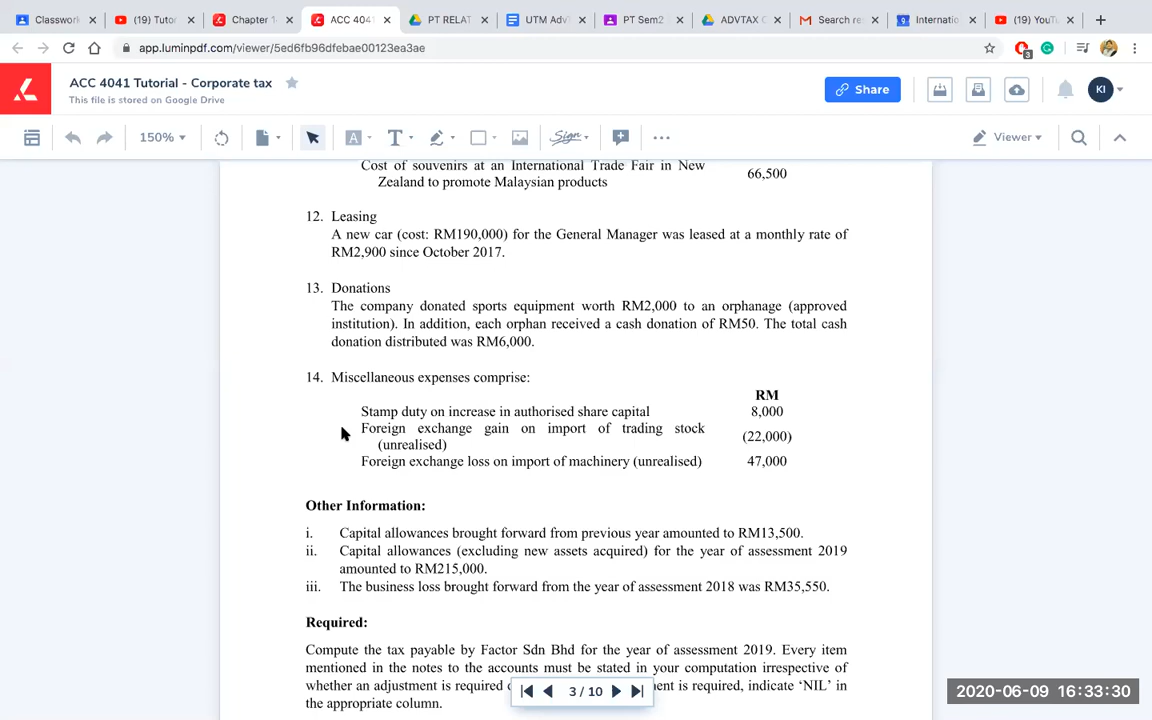 Classwork
(19) Tutor
Chapter 1
ACC 4041
PT RELAT
UTM Adv
PT Sem2
ADVTAX C
Search re
Internatio
(19) YouTu
app.luminpdf.com/viewer/5ed6fb96dfebae00123ea3ae
3
ACC 4041 Tutorial - Corporate tax
This file is stored on Google Drive
Share
KI
150%
A
T
Sign
Viewer
Cost of souvenirs at an International Trade Fair in New
Zealand to promote Malaysian products 66,500
12. Leasing
A new car (cost: RM190,000) for the General Manager was leased at a monthly rate of
RM2,900 since October 2017.
13. Donations
The company donated sports equipment worth RM2,000 to an orphanage (approved
institution). In addition, each orphan received a cash donation of RM50. The total cash
donation distributed was RM6,000.
14. Miscellaneous expenses comprise:
RM
Stamp duty on increase in authorised share capital 8,000
Foreign exchange gain on import of trading stock
(unrealised) (22,000)
Foreign exchange loss on import of machinery (unrealised) 47,000
Other Information:
i. Capital allowances brought forward from previous year amounted to RM13,500.
ii. Capital allowances (excluding new assets acquired) for the year of assessment 2019
amounted to RM215,000.
iii. The business loss brought forward from the year of assessment 2018 was RM35,550.
Required:
Compute the tax payable by Factor Sdn Bhd for the year of assessment 2019. Every item
mentioned in the notes to the accounts must be stated in your computation irrespective of
whether an adjustment is required ent is required, indicate ‘NIL’ in
the appropriate column.
3 / 10
2020-06-09 16:33:30